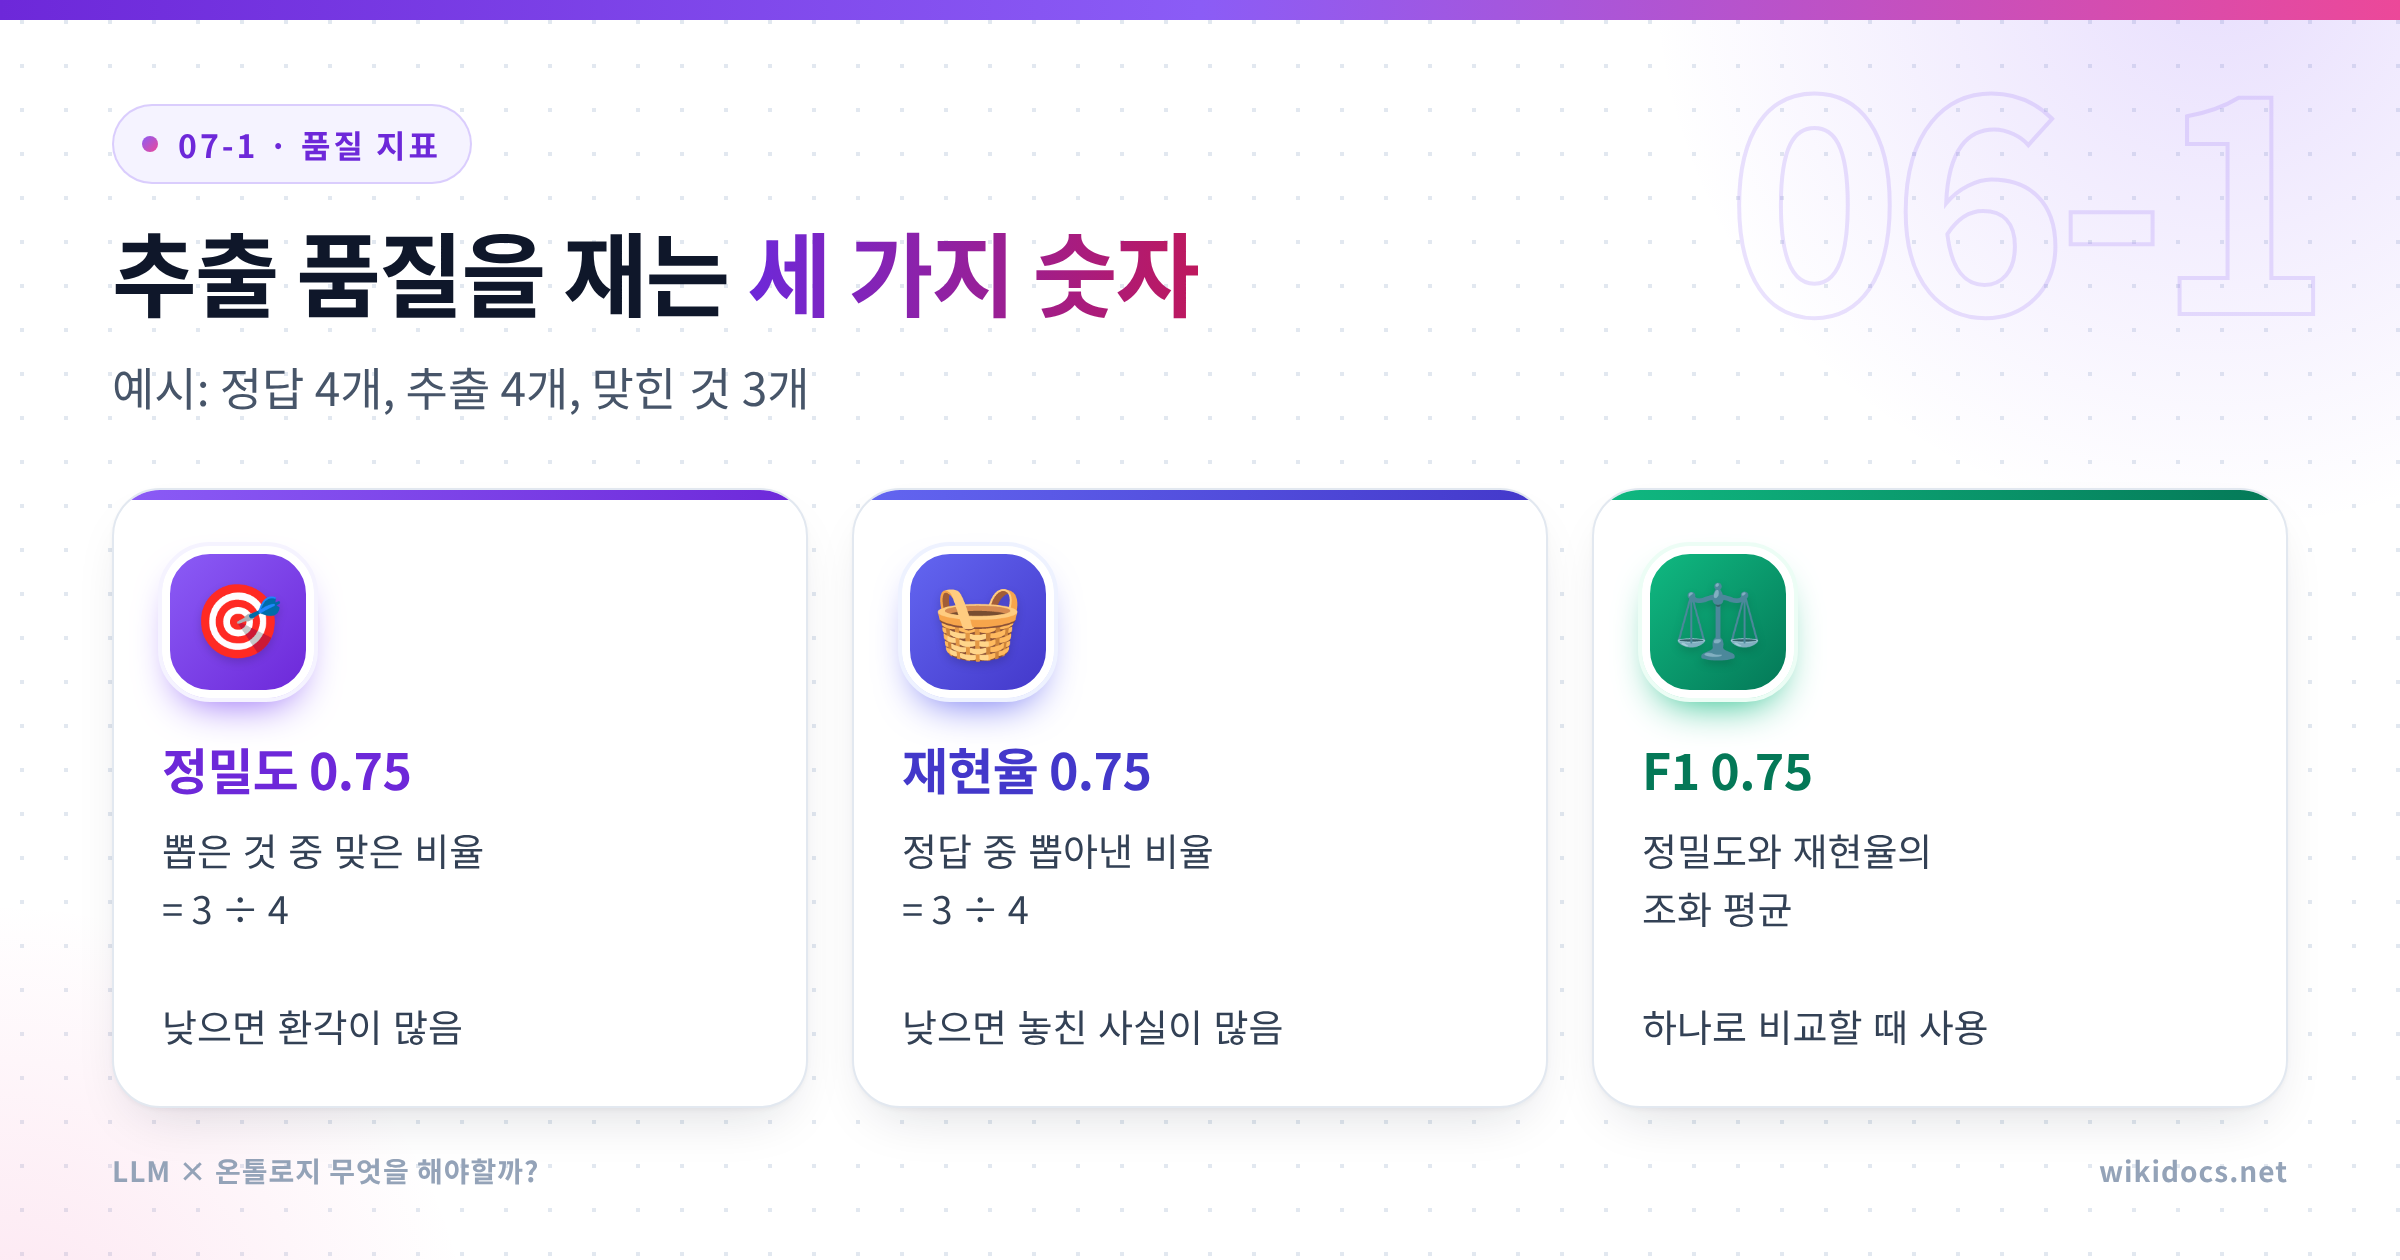 07-1 · 품질 지표
06-1
추출 품질을 재는 세 가지 숫자
예시: 정답 4개, 추출 4개, 맞힌 것 3개
정밀도 0.75
뽑은 것 중 맞은 비율
= 3 ÷ 4
낮으면 환각이 많음
재현율 0.75
정답 중 뽑아낸 비율
= 3 ÷ 4
낮으면 놓친 사실이 많음
F1 0.75
정밀도와 재현율의
조화 평균
하나로 비교할 때 사용
LLM × 온톨로지 무엇을 해야할까?
wikidocs.net